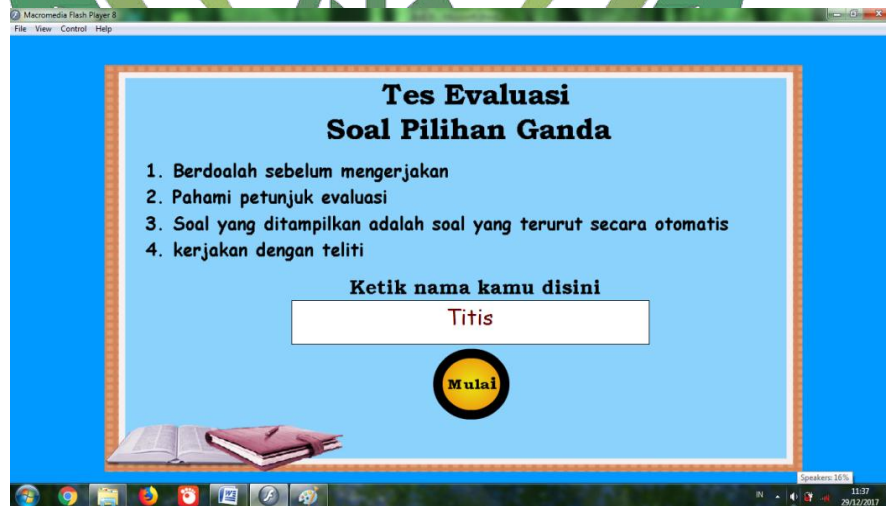 Macromedia Flash Player 8
File View Control Help
Tes Evaluasi
Soal Pilihan Ganda
1. Berdoalah sebelum mengerjakan
2. Pahami petunjuk evaluasi
3. Soal yang ditampilkan adalah soal yang terurut secara otomatis
4. kerjakan dengan teliti
Ketik nama kamu disini
Titis
Mulai
Speakers: 16%
IN
11:37
29/12/2017